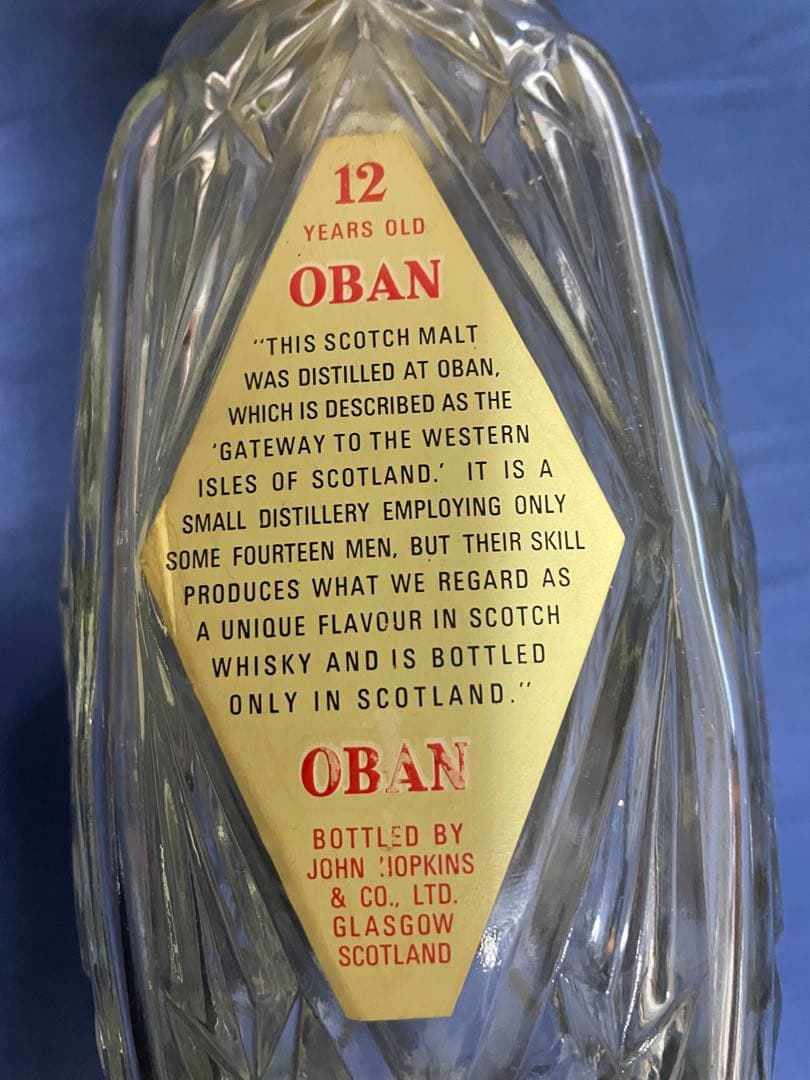 12
YEARS OLD
OBAN
"THIS SCOTCH MALT
WAS DISTILLED AT OBAN,
WHICH IS DESCRIBED AS THE
'GATEWAY TO THE WESTERN
ISLES OF SCOTLAND.' IT IS A
SMALL DISTILLERY EMPLOYING ONLY
SOME FOURTEEN MEN, BUT THEIR SKILL
PRODUCES WHAT WE REGARD AS
A UNIQUE FLAVOUR IN SCOTCH
WHISKY AND IS BOTTLED
ONLY IN SCOTLAND."
OBAN
BOTTLED BY
JOHN HOPKINS
& CO., LTD.
GLASGOW
SCOTLAND